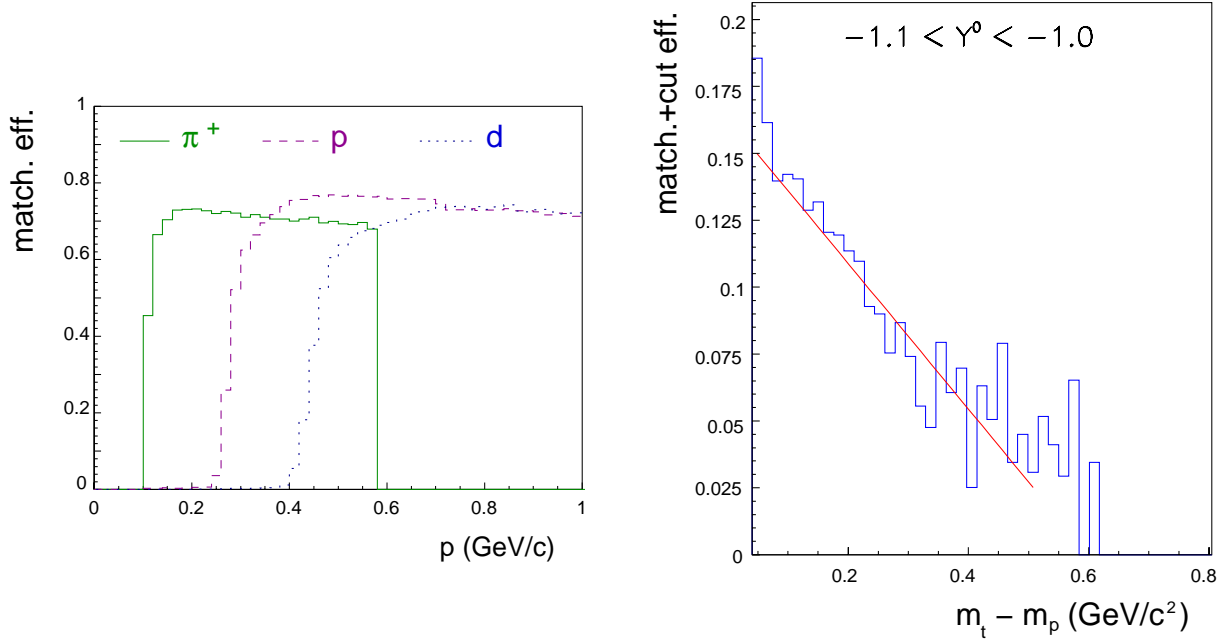 match. eff.
1
0.8
0.6
0.4
0.2
0
π + p d
0 0.2 0.4 0.6 0.8 1
p (GeV/c)
match.+cut eff.
0.2
0.175
0.15
0.125
0.1
0.075
0.05
0.025
0
−1.1 < Y⁰ < −1.0
0.2 0.4 0.6 0.8
m_t − m_p (GeV/c²)